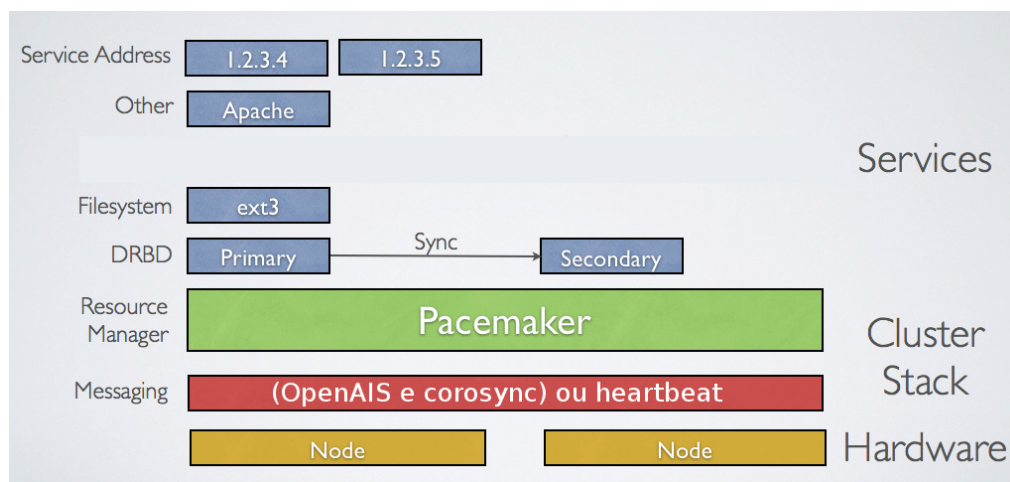 Service Address 1.2.3.4 1.2.3.5
Other Apache
Services
Filesystem ext3
DRBD Primary Sync Secondary
Resource
Manager
Pacemaker
Cluster
Stack
Messaging (OpenAIS e corosync) ou heartbeat
Node Node Hardware